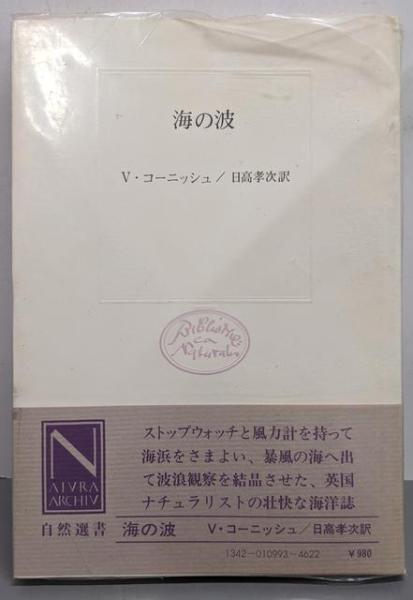 海の波
V・コーニッシュ/日高孝次訳
Bibliothe
ca
Naturalis
ストップウォッチと風力計を持って
海浜をさまよい、暴風の海へ出
て波浪観察を結晶させた、英国
ナチュラリストの壮快な海洋誌
N
ATVRA
ARCHIV
自然選書 海の波 V・コーニッシュ/日高孝次訳
1342-010993-4622 ¥980